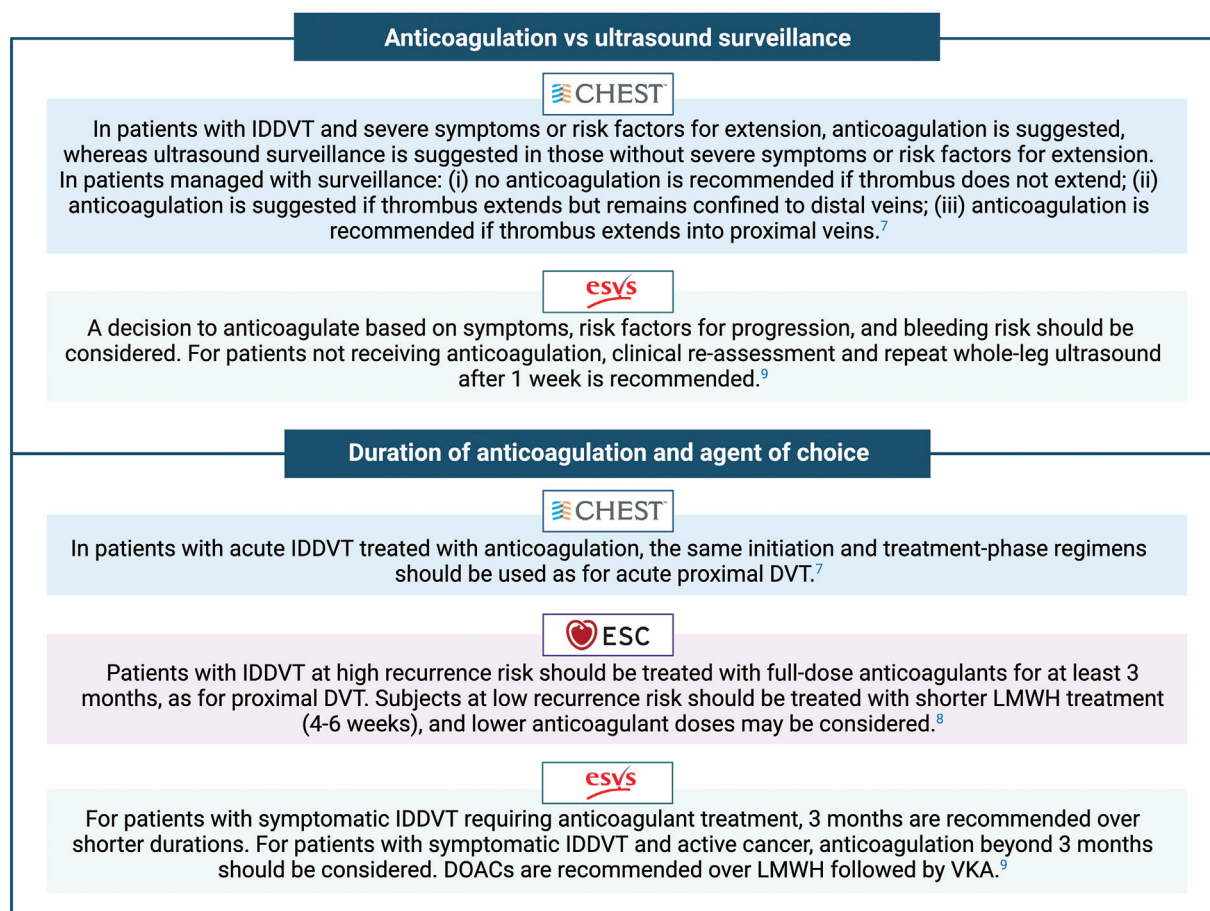 Anticoagulation vs ultrasound surveillance
CHEST™
In patients with IDDVT and severe symptoms or risk factors for extension, anticoagulation is suggested,
whereas ultrasound surveillance is suggested in those without severe symptoms or risk factors for extension.
In patients managed with surveillance: (i) no anticoagulation is recommended if thrombus does not extend; (ii)
anticoagulation is suggested if thrombus extends but remains confined to distal veins; (iii) anticoagulation is
recommended if thrombus extends into proximal veins.7
esvs
A decision to anticoagulate based on symptoms, risk factors for progression, and bleeding risk should be
considered. For patients not receiving anticoagulation, clinical re-assessment and repeat whole-leg ultrasound
after 1 week is recommended.9
Duration of anticoagulation and agent of choice
CHEST™
In patients with acute IDDVT treated with anticoagulation, the same initiation and treatment-phase regimens
should be used as for acute proximal DVT.7
ESC
Patients with IDDVT at high recurrence risk should be treated with full-dose anticoagulants for at least 3
months, as for proximal DVT. Subjects at low recurrence risk should be treated with shorter LMWH treatment
(4-6 weeks), and lower anticoagulant doses may be considered.8
esvs
For patients with symptomatic IDDVT requiring anticoagulant treatment, 3 months are recommended over
shorter durations. For patients with symptomatic IDDVT and active cancer, anticoagulation beyond 3 months
should be considered. DOACs are recommended over LMWH followed by VKA.9